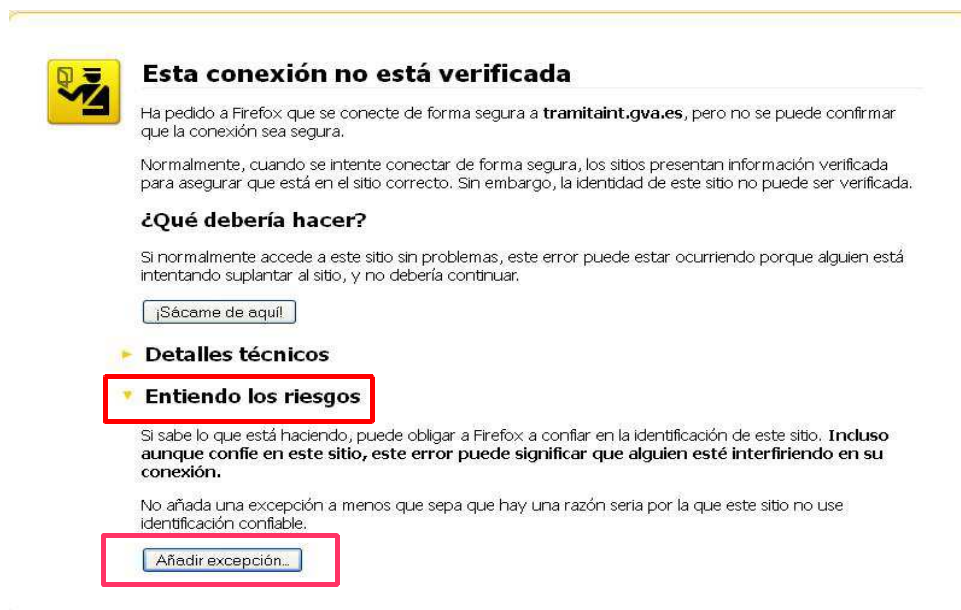 Esta conexión no está verificada
Ha pedido a Firefox que se conecte de forma segura a tramitaint.gva.es, pero no se puede confirmar
que la conexión sea segura.
Normalmente, cuando se intente conectar de forma segura, los sitios presentan información verificada
para asegurar que está en el sitio correcto. Sin embargo, la identidad de este sitio no puede ser verificada.
¿Qué debería hacer?
Si normalmente accede a este sitio sin problemas, este error puede estar ocurriendo porque alguien está
intentando suplantar al sitio, y no debería continuar.
¡Sácame de aquí!
Detalles técnicos
Entiendo los riesgos
Si sabe lo que está haciendo, puede obligar a Firefox a confiar en la identificación de este sitio. Incluso
aunque confíe en este sitio, este error puede significar que alguien esté interfiriendo en su
conexión.
No añada una excepción a menos que sepa que hay una razón seria por la que este sitio no use
identificación confiable.
Añadir excepción...